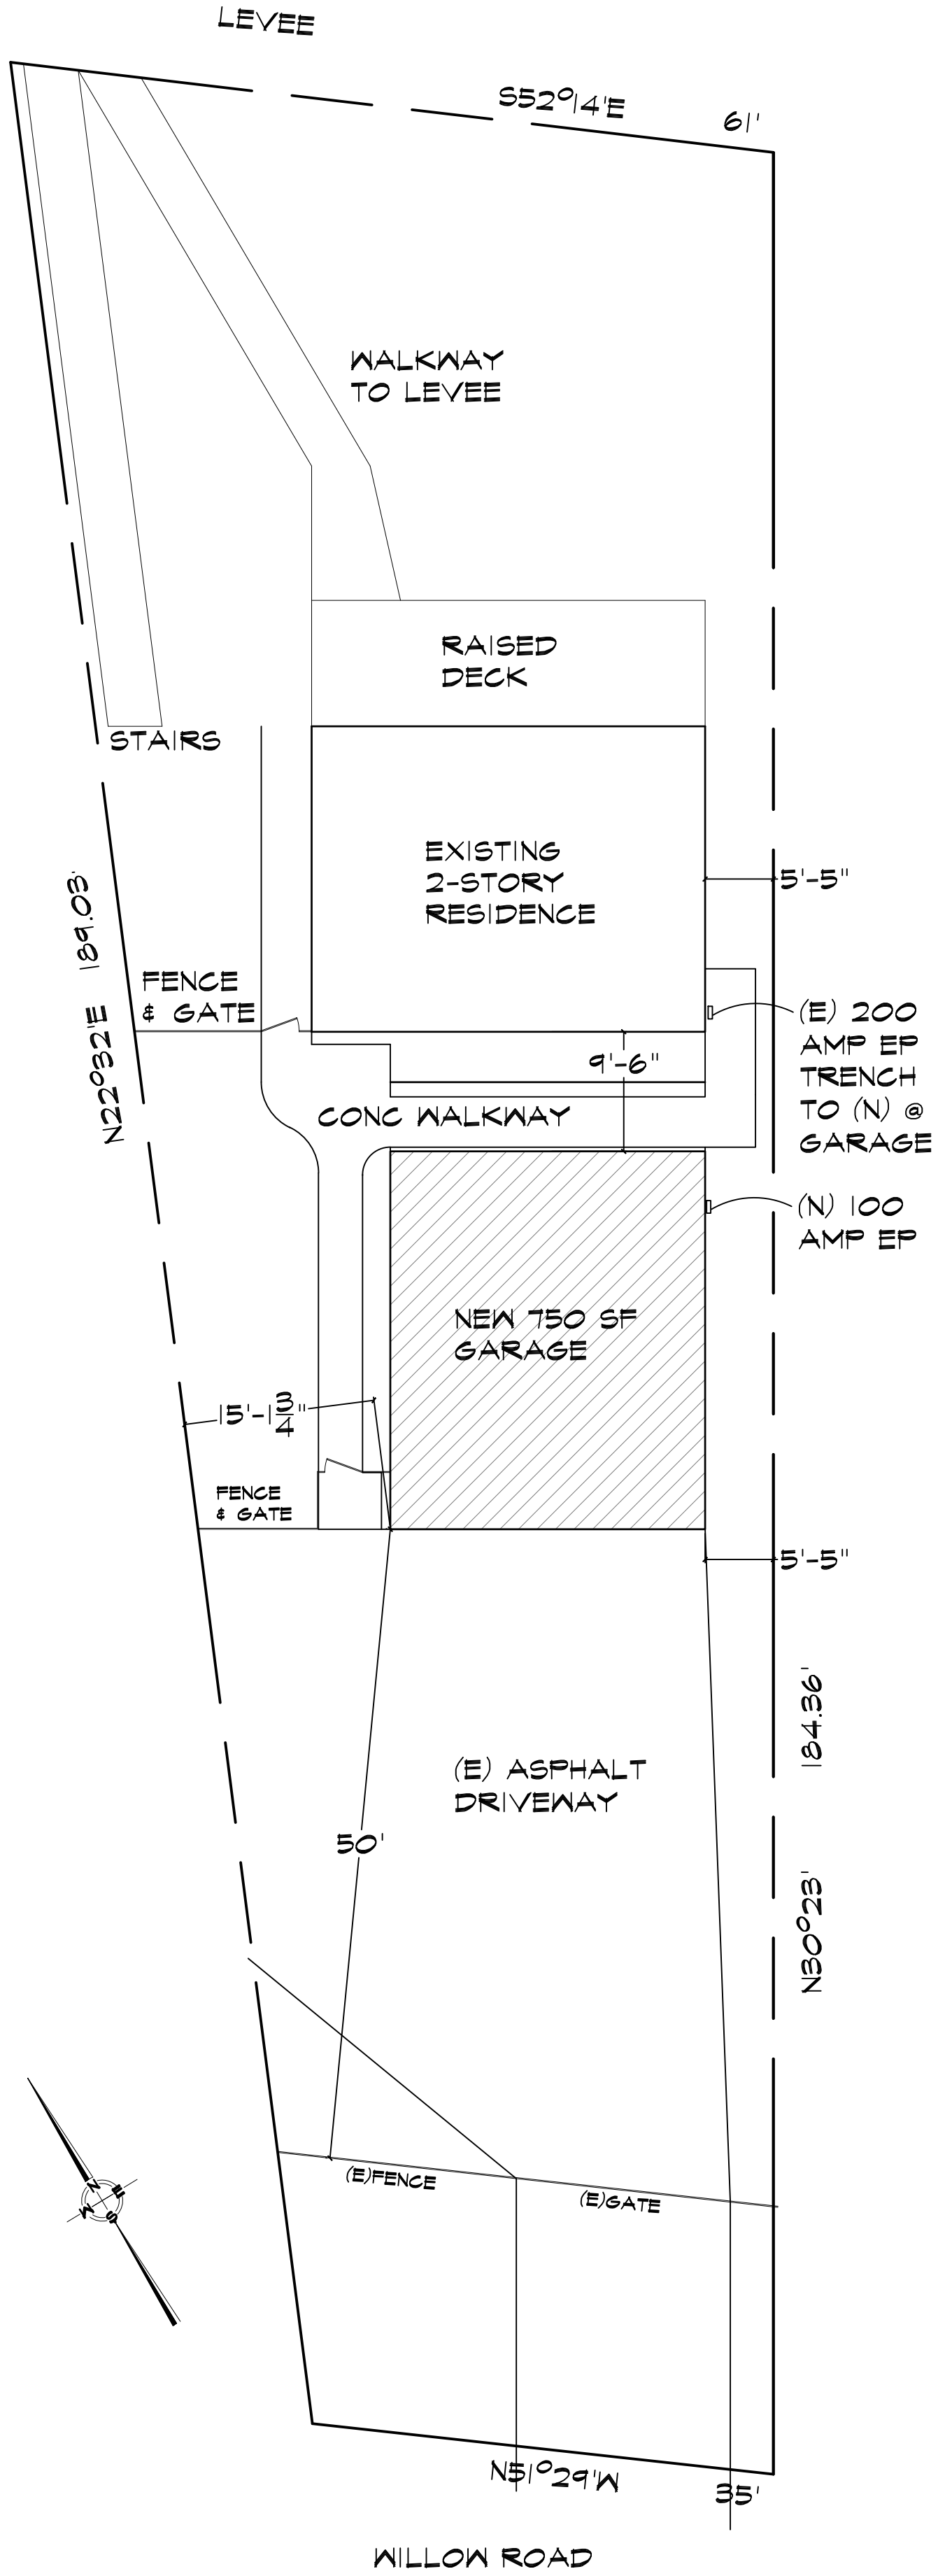 LEVEE
S52°14'E
61'
WALKWAY
TO LEVEE
RAISED
DECK
STAIRS
EXISTING
2-STORY
RESIDENCE
5'-5"
N22°32'E 189.03'
FENCE
& GATE
(E) 200
AMP EP
TRENCH
TO (N) @
GARAGE
9'-6"
CONC WALKWAY
(N) 100
AMP EP
NEW 750 SF
GARAGE
15'-1 3/4"
FENCE
& GATE
5'-5"
184.36'
(E) ASPHALT
DRIVEWAY
50'
N30°23'
(E)FENCE
(E)GATE
N
E
W
S
N51°29'W
35'
WILLOW ROAD